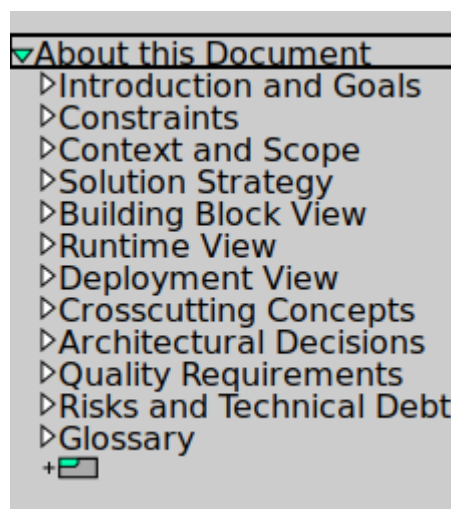 About this Document
Introduction and Goals
Constraints
Context and Scope
Solution Strategy
Building Block View
Runtime View
Deployment View
Crosscutting Concepts
Architectural Decisions
Quality Requirements
Risks and Technical Debt
Glossary
+